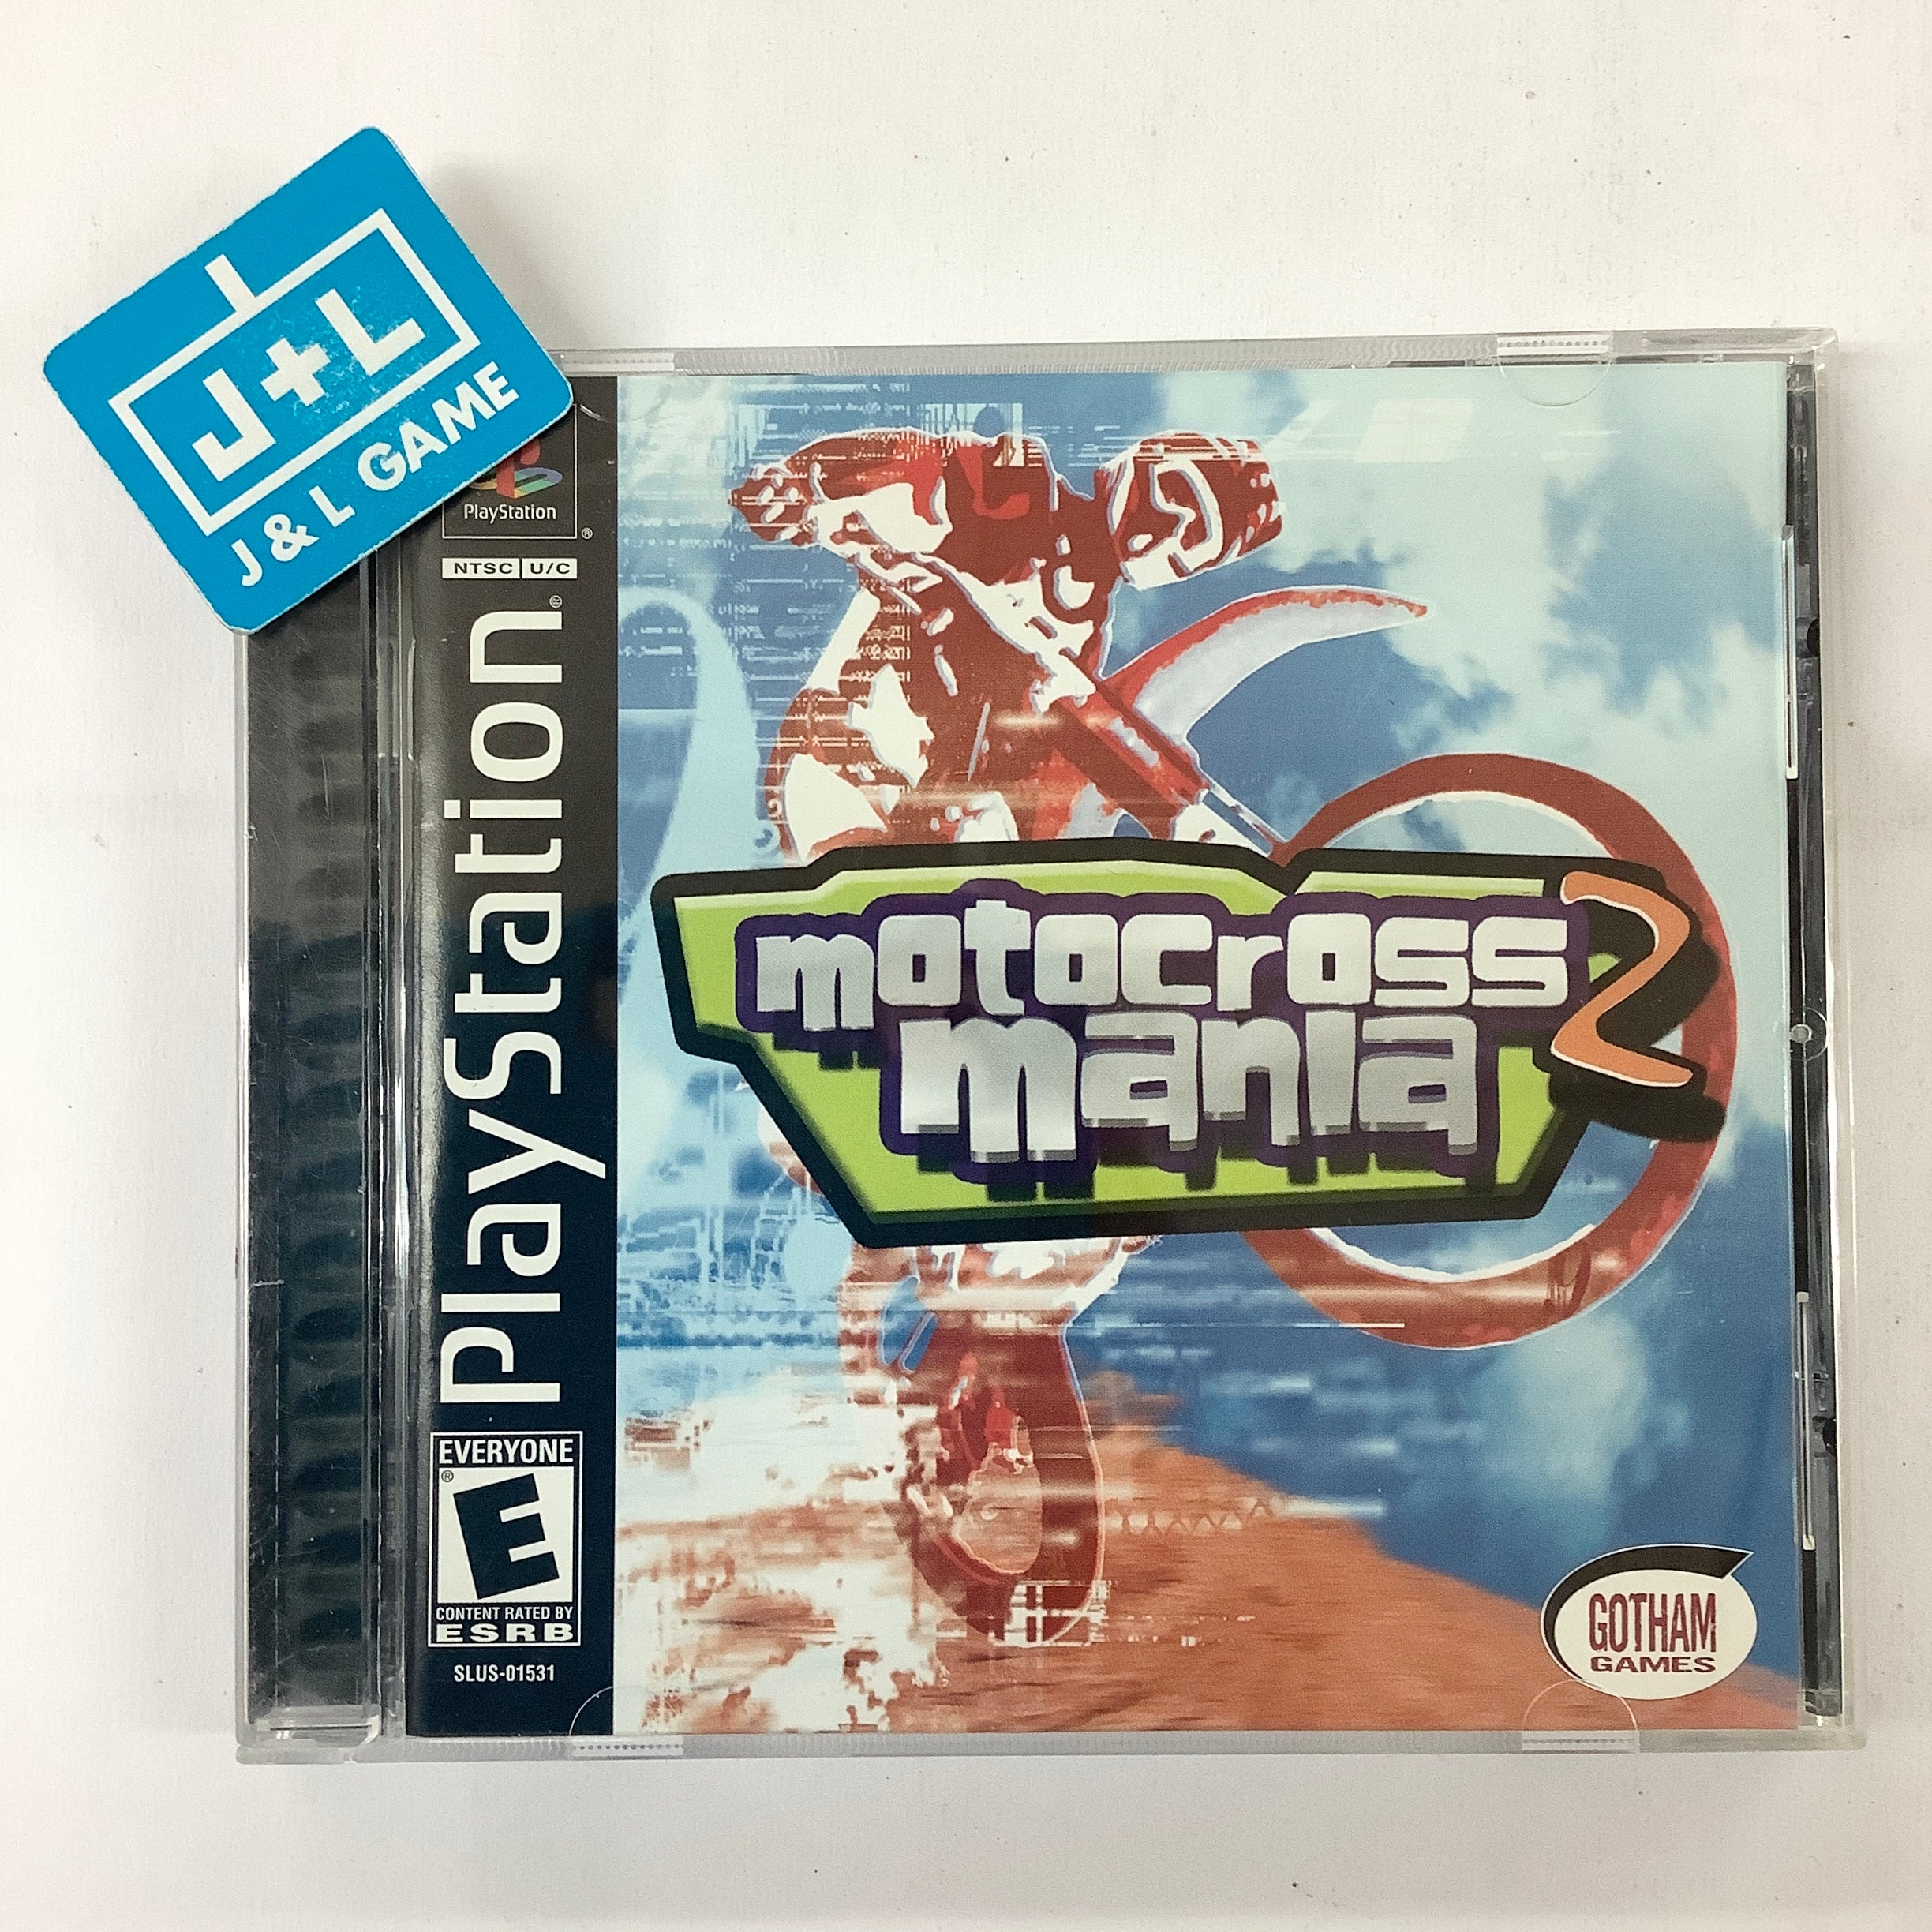 J+L
J & L GAME
PlayStation
®
NTSC U/C
PlayStation®
motocross
mania 2
EVERYONE
E
®
CONTENT RATED BY
ESRB
SLUS-01531
GOTHAM
GAMES